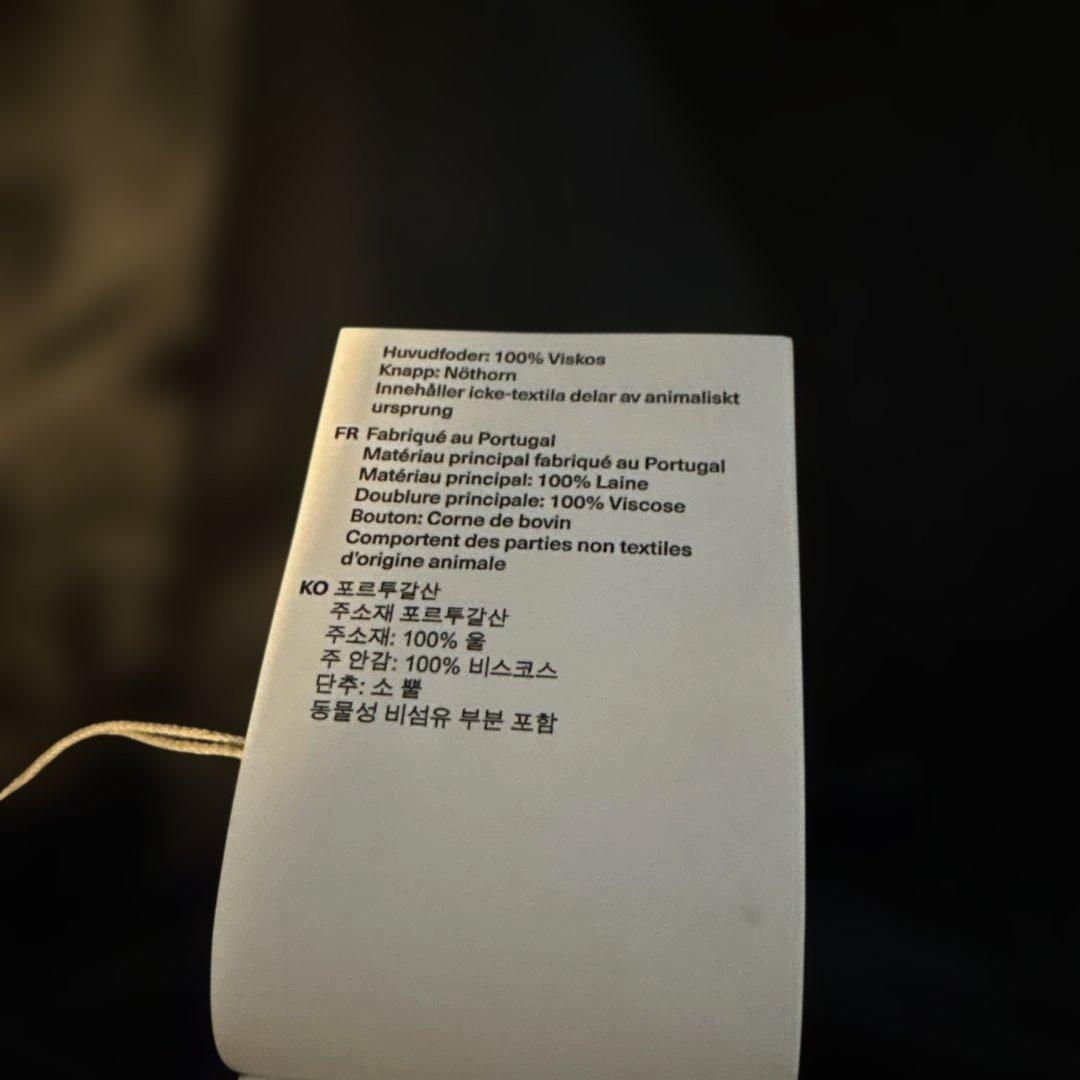 Huvudfoder: 100% Viskos
Knapp: Nöthorn
Innehåller icke-textila delar av animaliskt
ursprung
FR Fabriqué au Portugal
Matériau principal fabriqué au Portugal
Matériau principal: 100% Laine
Doublure principale: 100% Viscose
Bouton: Corne de bovin
Comportent des parties non textiles
d'origine animale
KO 포르투갈산
주소재 포르투갈산
주소재: 100% 울
주 안감: 100% 비스코스
단추: 소 뿔
동물성 비섬유 부분 포함